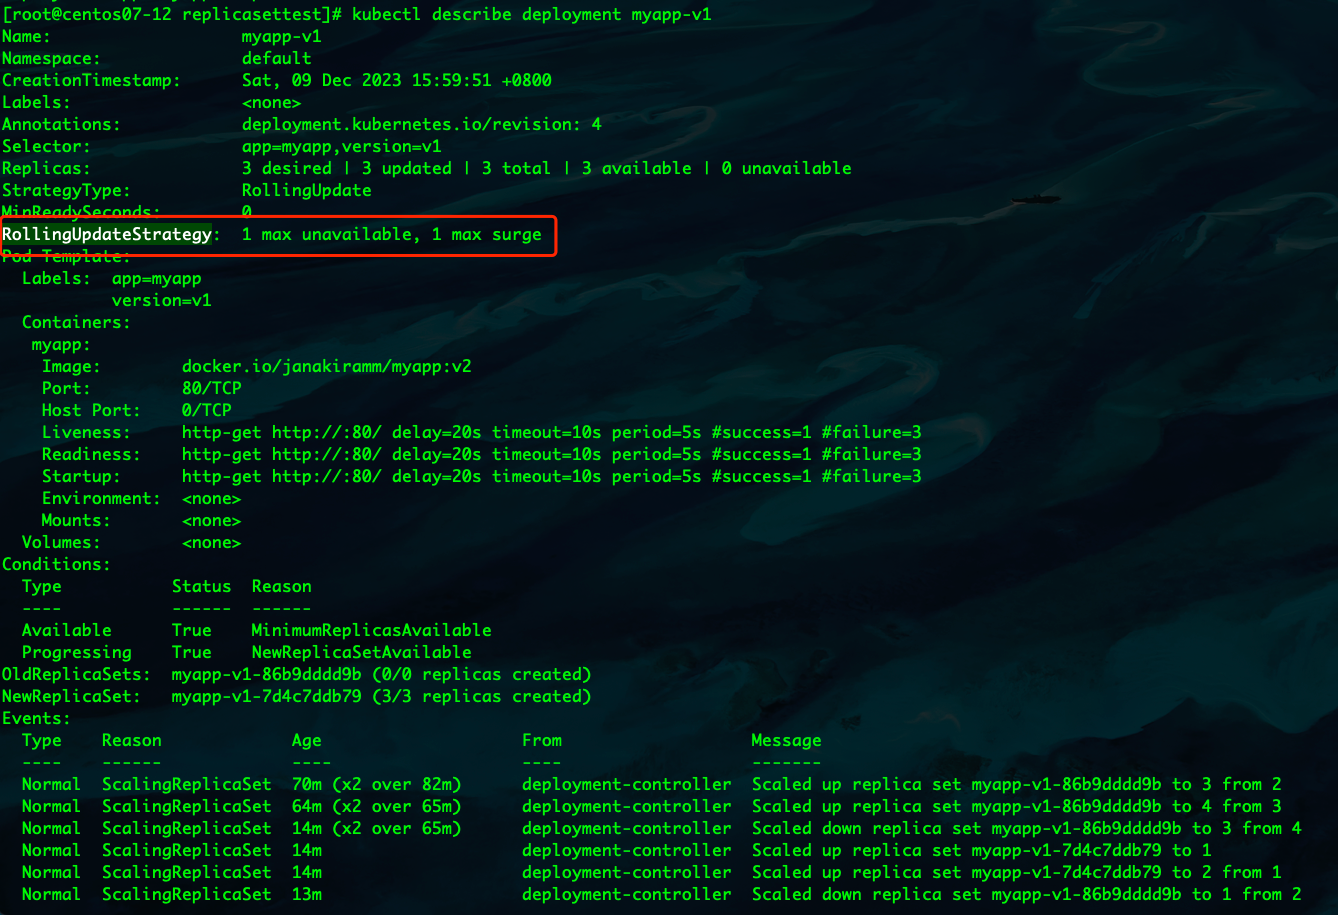 [root@centos07-12 replicasettest]# kubectl describe deployment myapp-v1
Name:                   myapp-v1
Namespace:              default
CreationTimestamp:      Sat, 09 Dec 2023 15:59:51 +0800
Labels:                 <none>
Annotations:            deployment.kubernetes.io/revision: 4
Selector:               app=myapp,version=v1
Replicas:               3 desired | 3 updated | 3 total | 3 available | 0 unavailable
StrategyType:           RollingUpdate
MinReadySeconds:        0
RollingUpdateStrategy:  1 max unavailable, 1 max surge
Pod Template:
  Labels:  app=myapp
           version=v1
  Containers:
   myapp:
    Image:        docker.io/janakiramm/myapp:v2
    Port:         80/TCP
    Host Port:    0/TCP
    Liveness:     http-get http://:80/ delay=20s timeout=10s period=5s #success=1 #failure=3
    Readiness:    http-get http://:80/ delay=20s timeout=10s period=5s #success=1 #failure=3
    Startup:      http-get http://:80/ delay=20s timeout=10s period=5s #success=1 #failure=3
    Environment:  <none>
    Mounts:       <none>
  Volumes:        <none>
Conditions:
  Type           Status  Reason
  ----           ------  ------
  Available      True    MinimumReplicasAvailable
  Progressing    True    NewReplicaSetAvailable
OldReplicaSets:  myapp-v1-86b9dddd9b (0/0 replicas created)
NewReplicaSet:   myapp-v1-7d4c7ddb79 (3/3 replicas created)
Events:
  Type    Reason             Age                    From                   Message
  ----    ------             ----                   ----                   -------
  Normal  ScalingReplicaSet  70m (x2 over 82m)      deployment-controller  Scaled up replica set myapp-v1-86b9dddd9b to 3 from 2
  Normal  ScalingReplicaSet  64m (x2 over 65m)      deployment-controller  Scaled up replica set myapp-v1-86b9dddd9b to 4 from 3
  Normal  ScalingReplicaSet  14m (x2 over 65m)      deployment-controller  Scaled down replica set myapp-v1-86b9dddd9b to 3 from 4
  Normal  ScalingReplicaSet  14m                    deployment-controller  Scaled up replica set myapp-v1-7d4c7ddb79 to 1
  Normal  ScalingReplicaSet  14m                    deployment-controller  Scaled up replica set myapp-v1-7d4c7ddb79 to 2 from 1
  Normal  ScalingReplicaSet  13m                    deployment-controller  Scaled down replica set myapp-v1-86b9dddd9b to 1 from 2